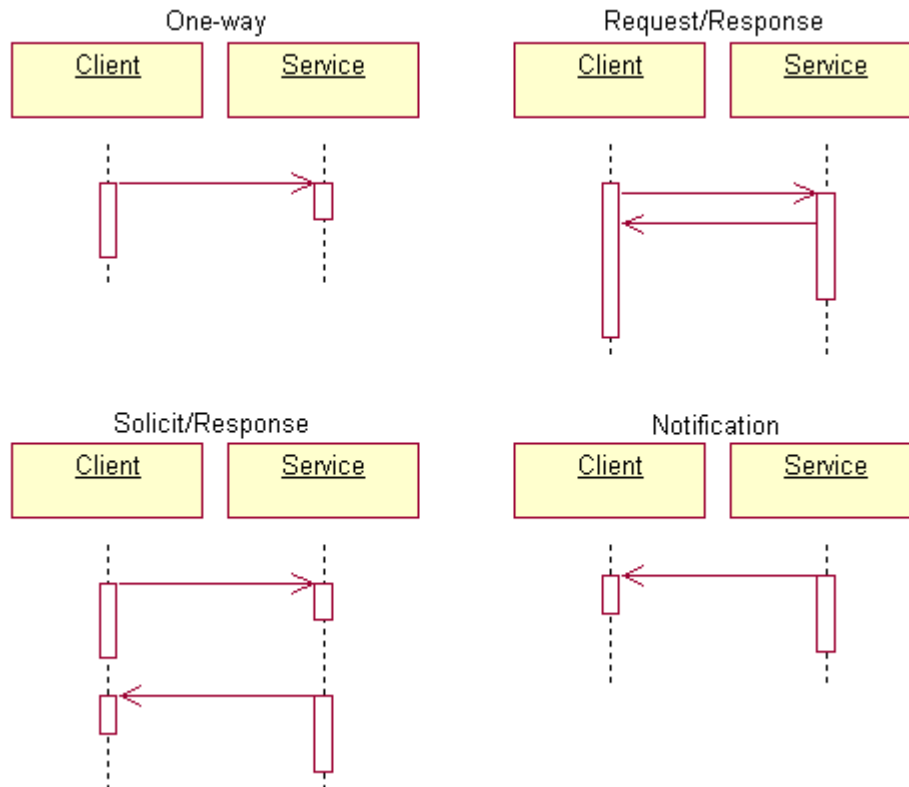 One-way
Client
Service
Request/Response
Client
Service
Solicit/Response
Client
Service
Notification
Client
Service